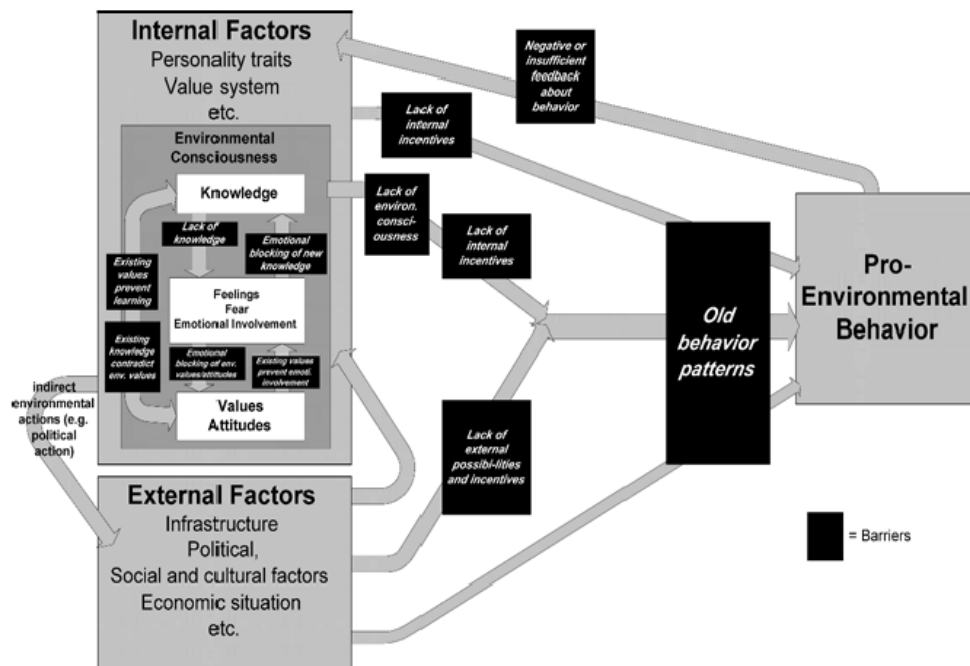 Internal Factors
Personality traits
Value system
etc.
Environmental
Consciousness
Knowledge
Lack of
knowledge
Emotional
blocking of new
knowledge
Existing
values
prevent
learning
Feelings
Fear
Emotional Involvement
Existing
knowledge
contradict
env. values
Emotional
blocking of env.
values/attitudes
Existing values
prevent emoti.
involvement
Values
Attitudes
indirect
environmental
actions (e.g.
political
action)
External Factors
Infrastructure
Political,
Social and cultural factors
Economic situation
etc.
Negative or
insufficient
feedback
about
behavior
Lack of
internal
incentives
Lack of
environ.
consci-
ousness
Lack of
internal
incentives
Lack of
external
possibi-lities
and incentives
Old
behavior
patterns
Pro-
Environmental
Behavior
= Barriers